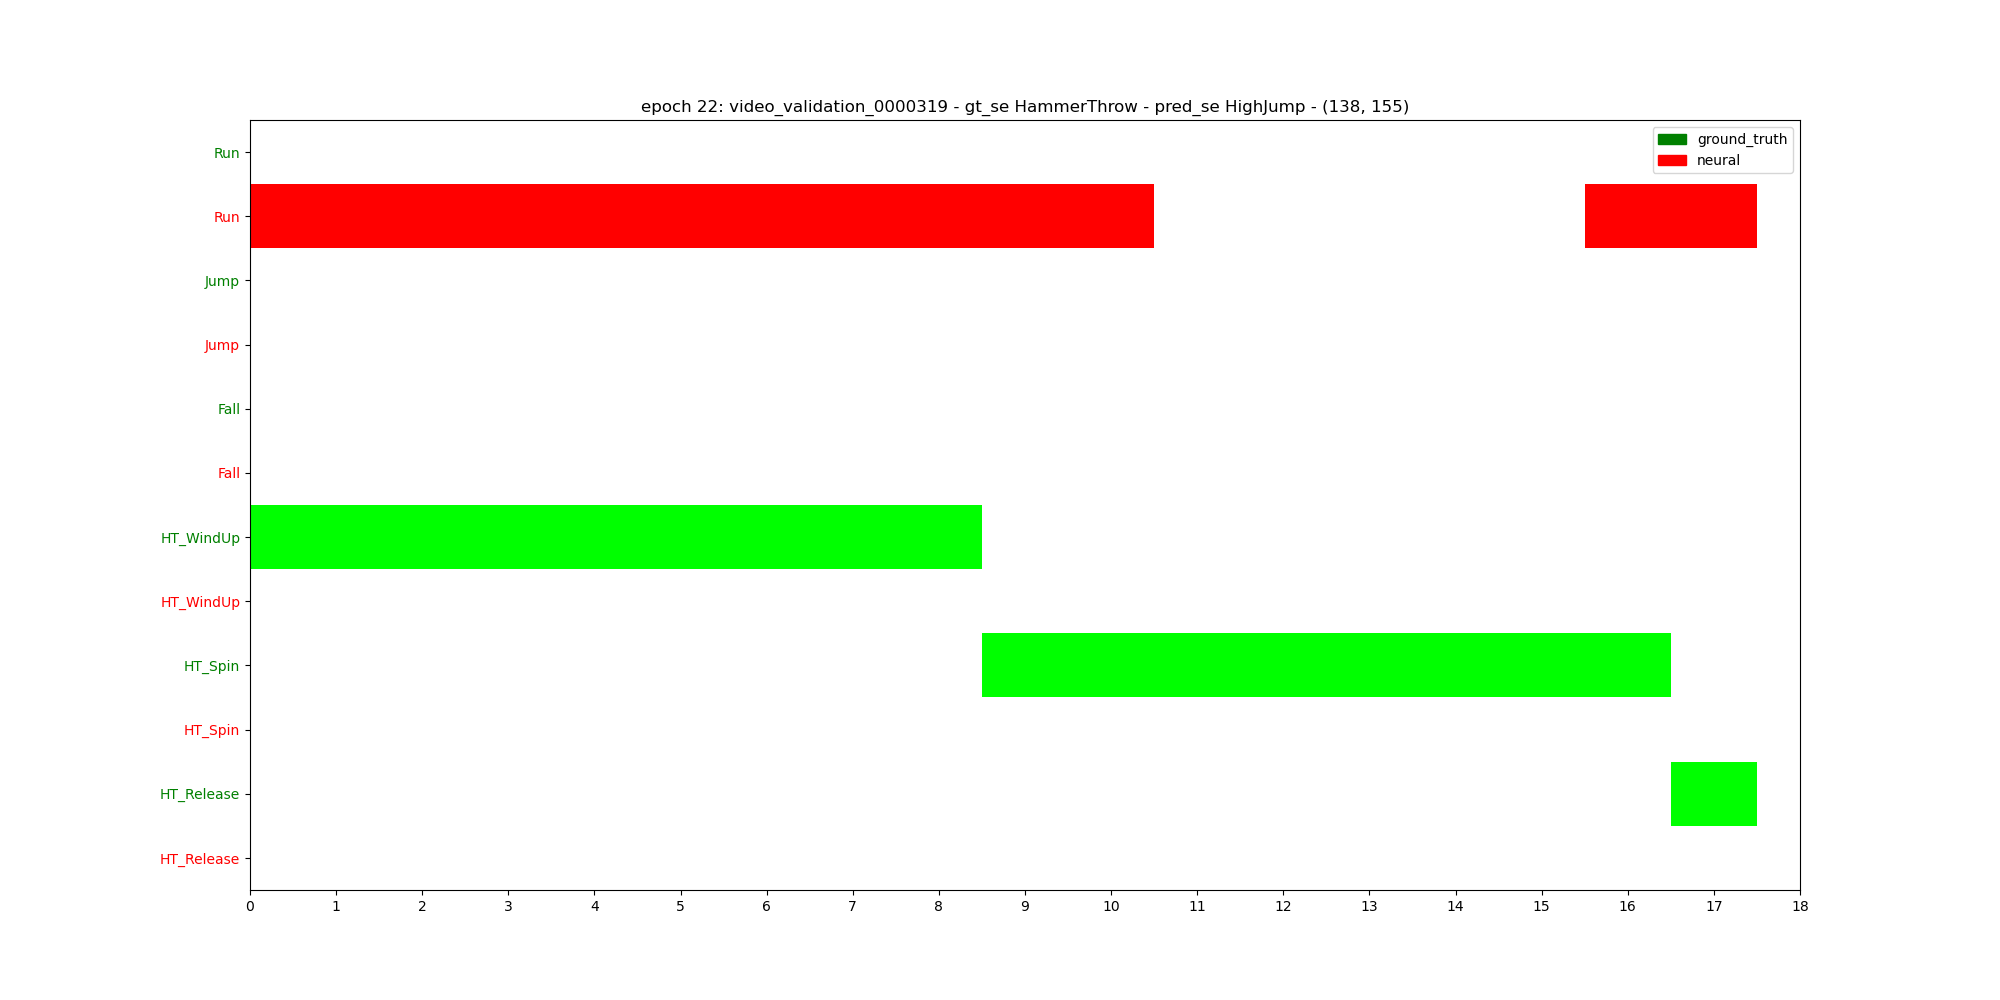 epoch 22: video_validation_0000319 - gt_se HammerThrow - pred_se HighJump - (138, 155)
ground_truth
neural
Run
Run
Jump
Jump
Fall
Fall
HT_WindUp
HT_WindUp
HT_Spin
HT_Spin
HT_Release
HT_Release
0 1 2 3 4 5 6 7 8 9 10 11 12 13 14 15 16 17 18